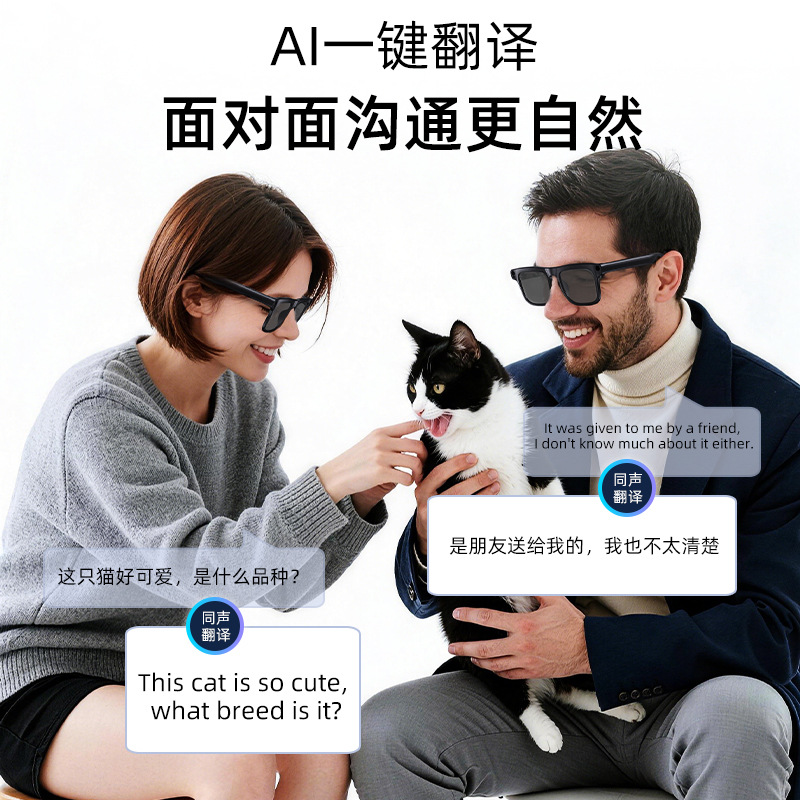 AI一键翻译
面对面沟通更自然
It was given to me by a friend,
I don't know much about it either.
同声
翻译
是朋友送给我的，我也不太清楚
这只猫好可爱，是什么品种？
同声
翻译
This cat is so cute,
what breed is it?